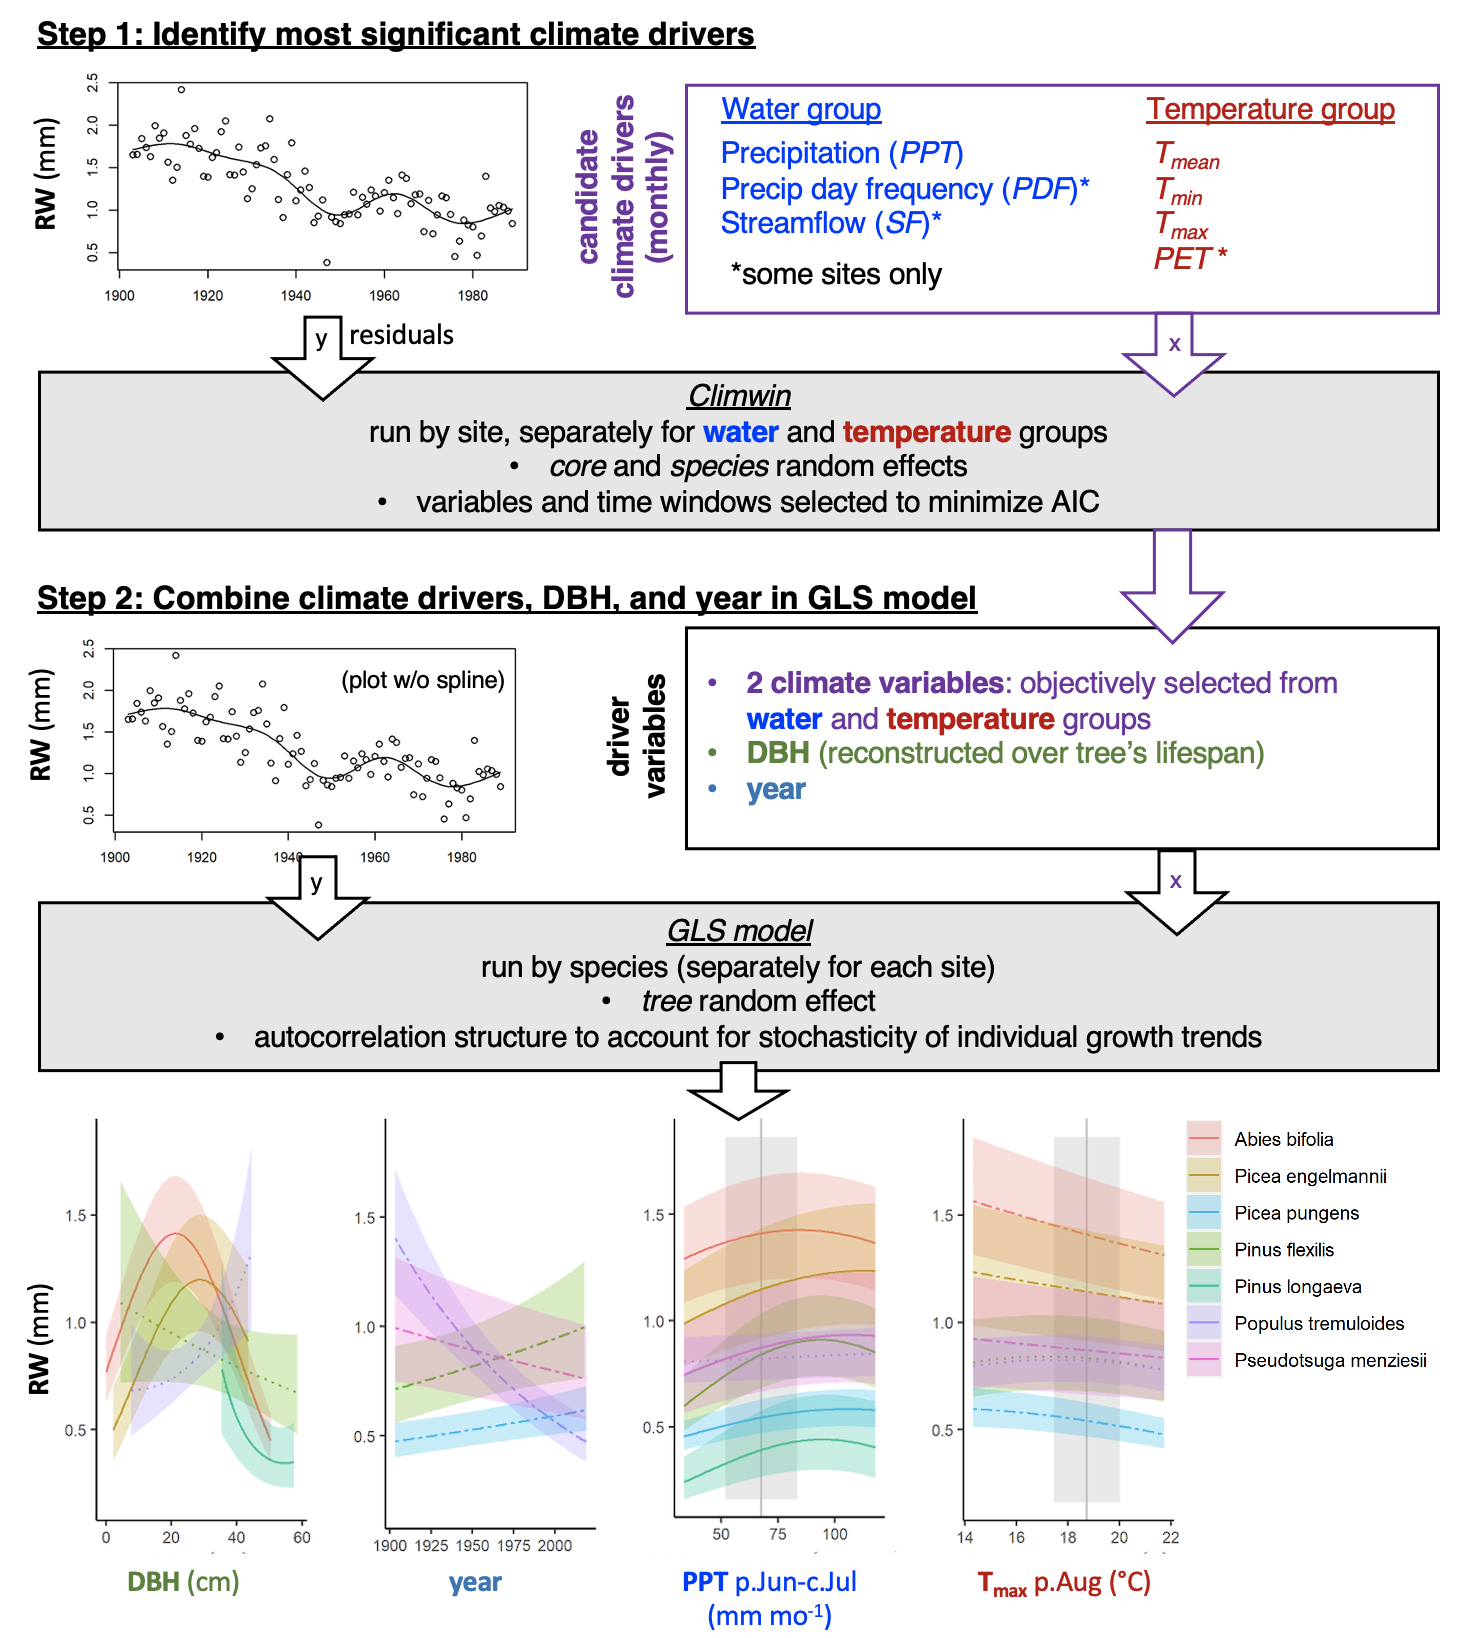 Step 1: Identify most significant climate drivers
RW (mm)
2.5
2.0
1.5
1.0
0.5
1900 1920 1940 1960 1980
candidate
climate drivers
(monthly)
Water group
Precipitation (PPT)
Precip day frequency (PDF)*
Streamflow (SF)*
*some sites only
Temperature group
Tmean
Tmin
Tmax
PET *
y residuals
x
Climwin
run by site, separately for water and temperature groups
• core and species random effects
• variables and time windows selected to minimize AIC
Step 2: Combine climate drivers, DBH, and year in GLS model
RW (mm)
2.5
2.0
1.5
1.0
0.5
(plot w/o spline)
1900 1920 1940 1960 1980
driver
variables
• 2 climate variables: objectively selected from
water and temperature groups
• DBH (reconstructed over tree's lifespan)
• year
y
x
GLS model
run by species (separately for each site)
• tree random effect
• autocorrelation structure to account for stochasticity of individual growth trends
RW (mm)
1.5
1.0
0.5
0 20 40 60
DBH (cm)
1.5
1.0
0.5
1900 1925 1950 1975 2000
year
1.5
1.0
0.5
50 75 100
PPT p.Jun-c.Jul
(mm mo-1)
1.5
1.0
0.5
14 16 18 20 22
Tmax p.Aug (°C)
Abies bifolia
Picea engelmannii
Picea pungens
Pinus flexilis
Pinus longaeva
Populus tremuloides
Pseudotsuga menziesii